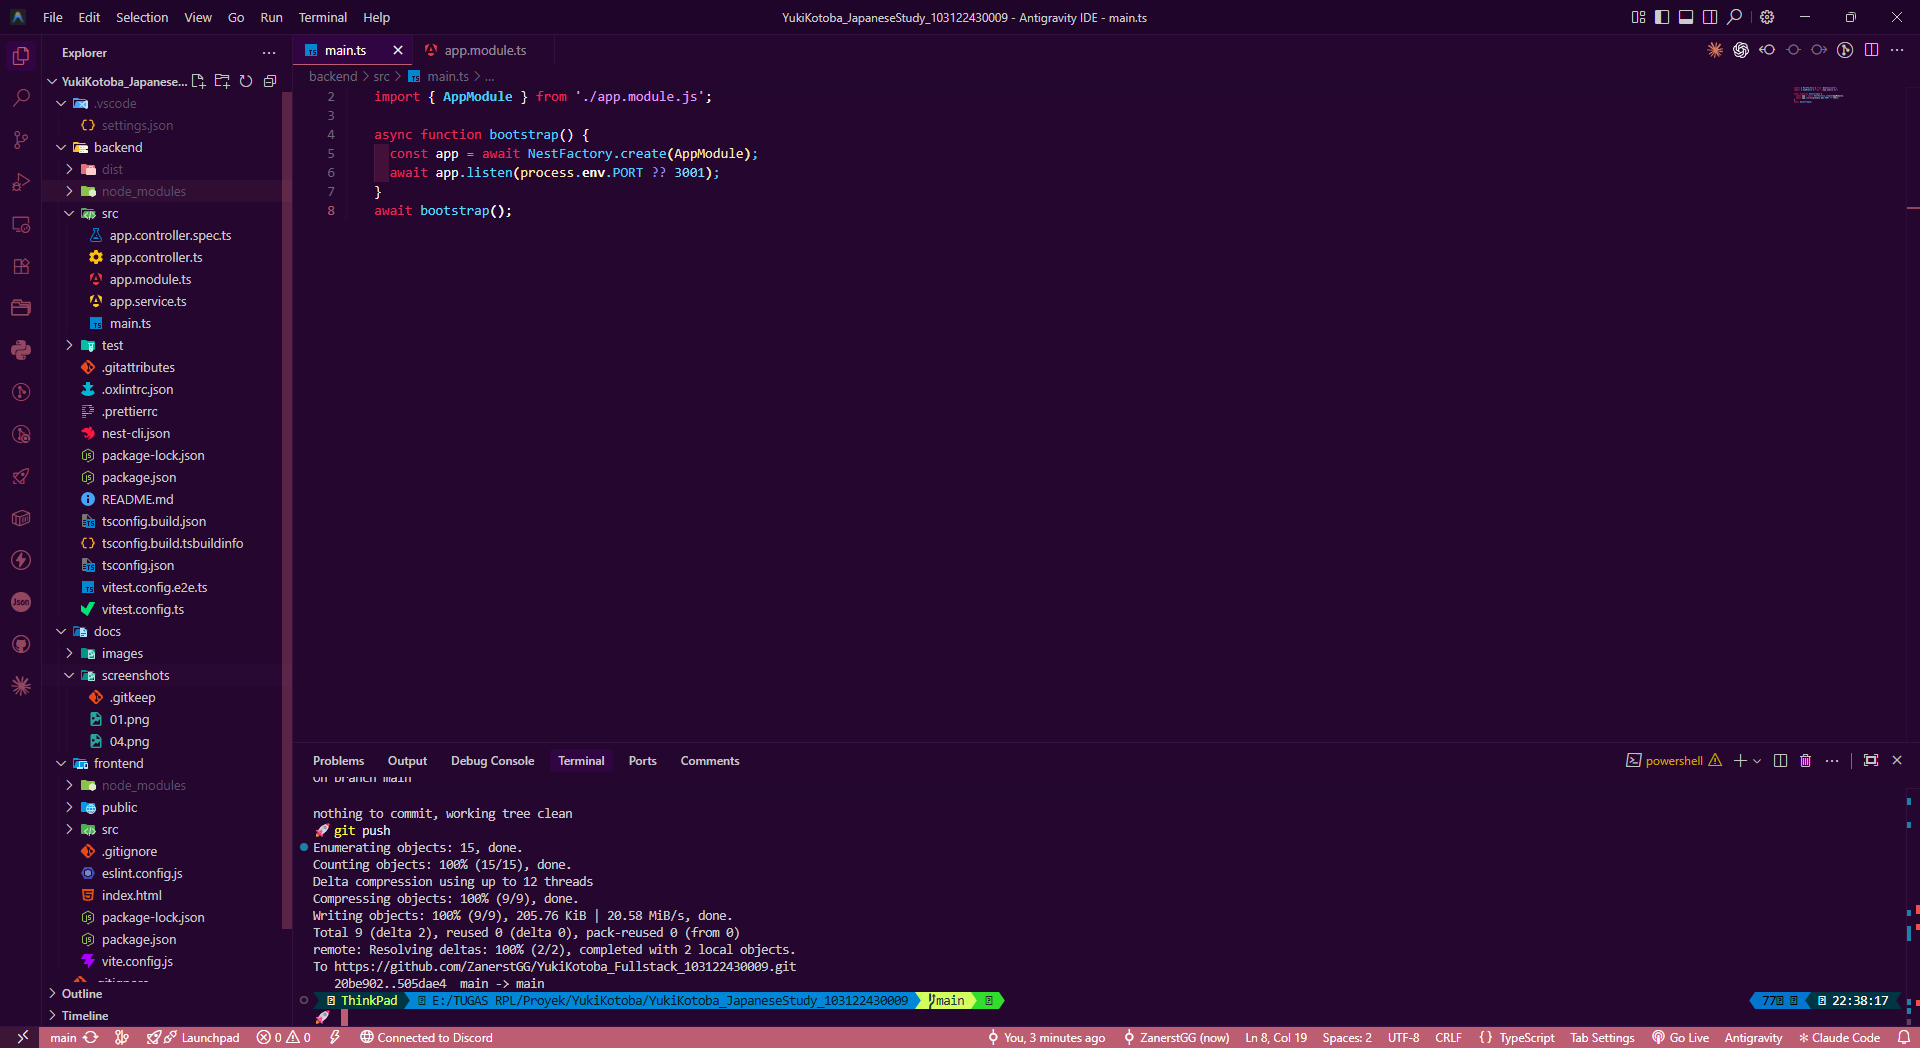 File Edit Selection View Go Run Terminal Help
YukiKotoba_JapaneseStudy_103122430009 - Antigravity IDE - main.ts
Explorer
YukiKotoba_Japanese...
.vscode
settings.json
backend
dist
node_modules
src
app.controller.spec.ts
app.controller.ts
app.module.ts
app.service.ts
main.ts
test
.gitattributes
.oxlintrc.json
.prettierrc
nest-cli.json
package-lock.json
package.json
README.md
tsconfig.build.json
tsconfig.build.tsbuildinfo
tsconfig.json
vitest.config.e2e.ts
vitest.config.ts
docs
images
screenshots
.gitkeep
01.png
04.png
frontend
node_modules
public
src
.gitignore
eslint.config.js
index.html
package-lock.json
package.json
vite.config.js
Outline
Timeline
main.ts
app.module.ts
backend > src > main.ts > ...
2 import { AppModule } from './app.module.js';
3
4 async function bootstrap() {
5 const app = await NestFactory.create(AppModule);
6 await app.listen(process.env.PORT ?? 3001);
7 }
8 await bootstrap();
Problems Output Debug Console Terminal Ports Comments
powershell
On branch main
nothing to commit, working tree clean
git push
Enumerating objects: 15, done.
Counting objects: 100% (15/15), done.
Delta compression using up to 12 threads
Compressing objects: 100% (9/9), done.
Writing objects: 100% (9/9), 205.76 KiB | 20.58 MiB/s, done.
Total 9 (delta 2), reused 0 (delta 0), pack-reused 0 (from 0)
remote: Resolving deltas: 100% (2/2), completed with 2 local objects.
To https://github.com/ZanerstGG/YukiKotoba_Fullstack_103122430009.git
20be902..505dae4 main -> main
ThinkPad E:/TUGAS RPL/Proyek/YukiKotoba/YukiKotoba_JapaneseStudy_103122430009 main
77 22:38:17
main Launchpad 0 0 Connected to Discord
You, 3 minutes ago ZanerstGG (now) Ln 8, Col 19 Spaces: 2 UTF-8 CRLF {} TypeScript Tab Settings Go Live Antigravity Claude Code